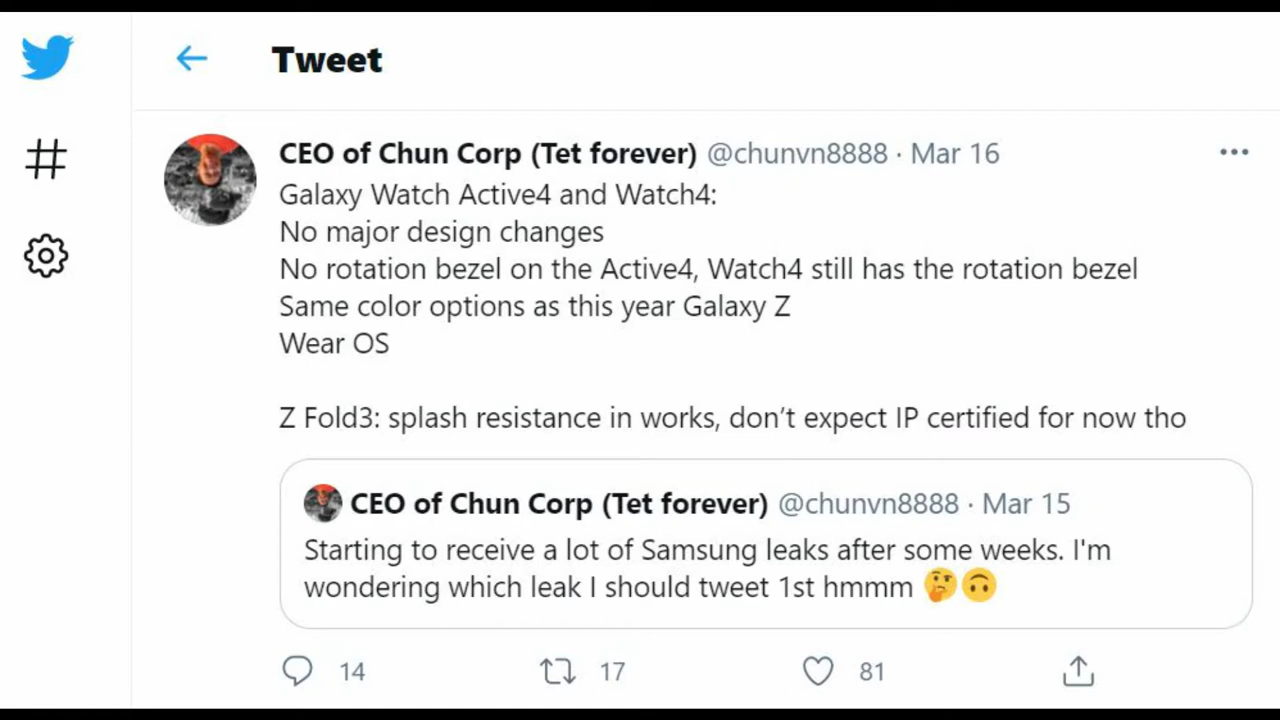 Tweet
CEO of Chun Corp (Tet forever) @chunvn8888 · Mar 16
Galaxy Watch Active4 and Watch4:
No major design changes
No rotation bezel on the Active4, Watch4 still has the rotation bezel
Same color options as this year Galaxy Z
Wear OS
Z Fold3: splash resistance in works, don’t expect IP certified for now tho
CEO of Chun Corp (Tet forever) @chunvn8888 · Mar 15
Starting to receive a lot of Samsung leaks after some weeks. I'm
wondering which leak I should tweet 1st hmmm 🤔🙃
14 17 81